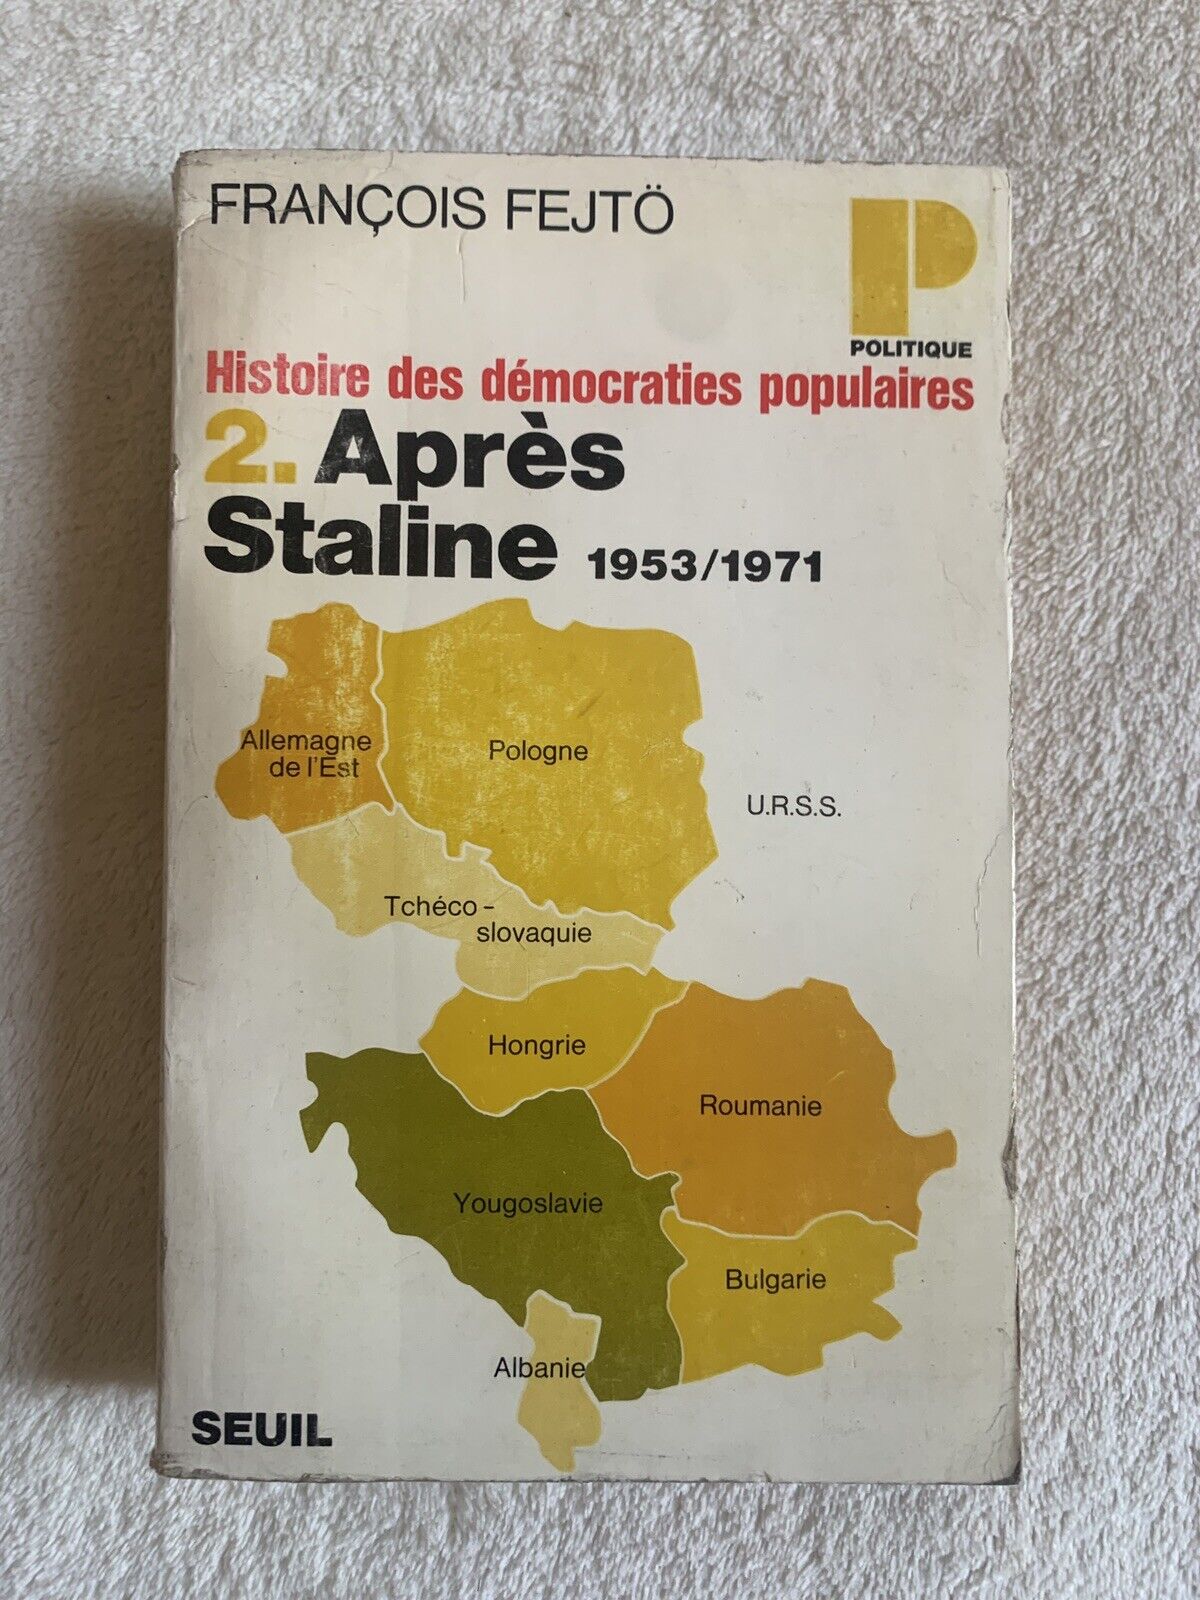 FRANÇOIS FEJTÖ
P
POLITIQUE
Histoire des démocraties populaires
2. Après
Staline 1953/1971
Allemagne
de l'Est
Pologne
U.R.S.S.
Tchéco-
slovaquie
Hongrie
Roumanie
Yougoslavie
Bulgarie
Albanie
SEUIL